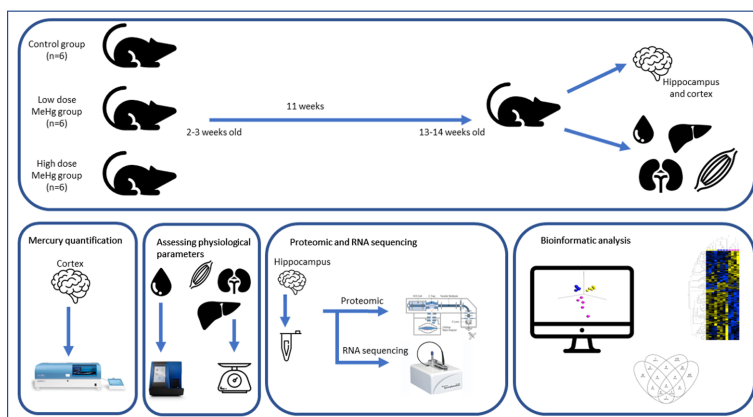 Control group
(n=6)
Low dose
MeHg group
(n=6)
High dose
MeHg group
(n=6)
11 weeks
2-3 weeks old
13-14 weeks old
Hippocampus
and cortex
Mercury quantification
Cortex
Assessing physiological
parameters
Proteomic and RNA sequencing
Hippocampus
Proteomic
RNA sequencing
Bioinformatic analysis